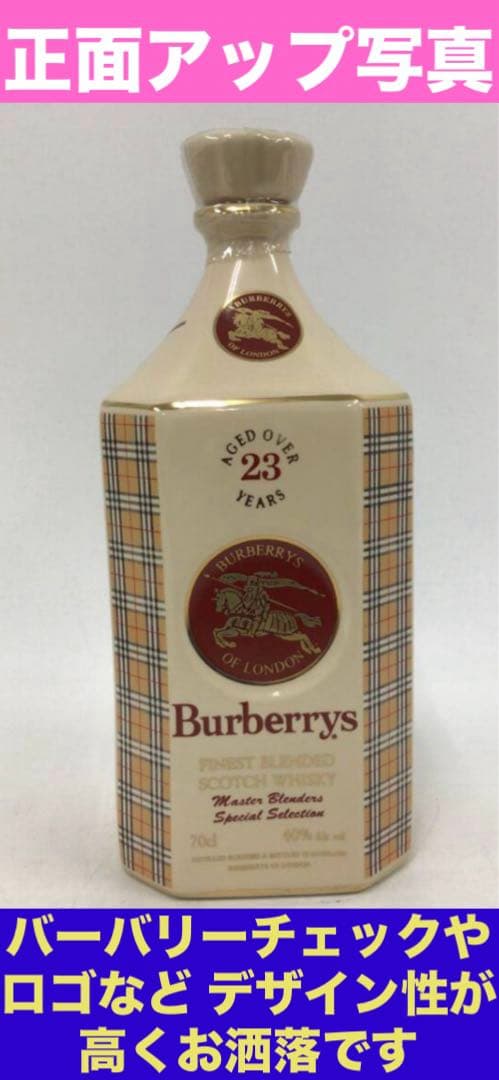 正面アップ写真
BURBERRYS
OF LONDON
AGED OVER
23
YEARS
BURBERRYS
OF LONDON
Burberrys
FINEST BLENDED
SCOTCH WHISKY
Master Blenders
Special Selection
70cl 40%
バーバリーチェックや
ロゴなど デザイン性が
高くお洒落です